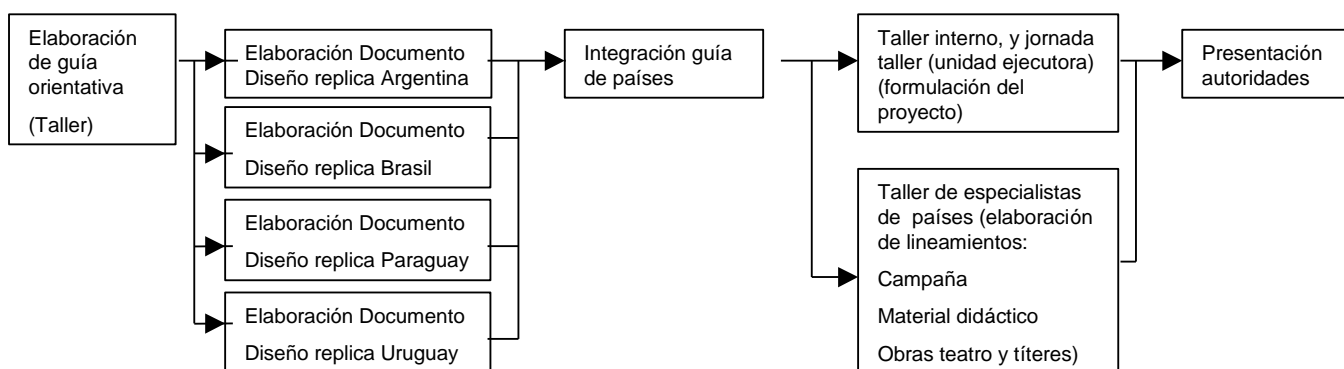 Elaboración
de guía
orientativa
(Taller)
Elaboración Documento
Diseño replica Argentina
Elaboración Documento
Diseño replica Brasil
Elaboración Documento
Diseño replica Paraguay
Elaboración Documento
Diseño replica Uruguay
Integración guía
de países
Taller interno, y jornada
taller (unidad ejecutora)
(formulación del
proyecto)
Taller de especialistas
de países (elaboración
de lineamientos:
Campaña
Material didáctico
Obras teatro y títeres)
Presentación
autoridades